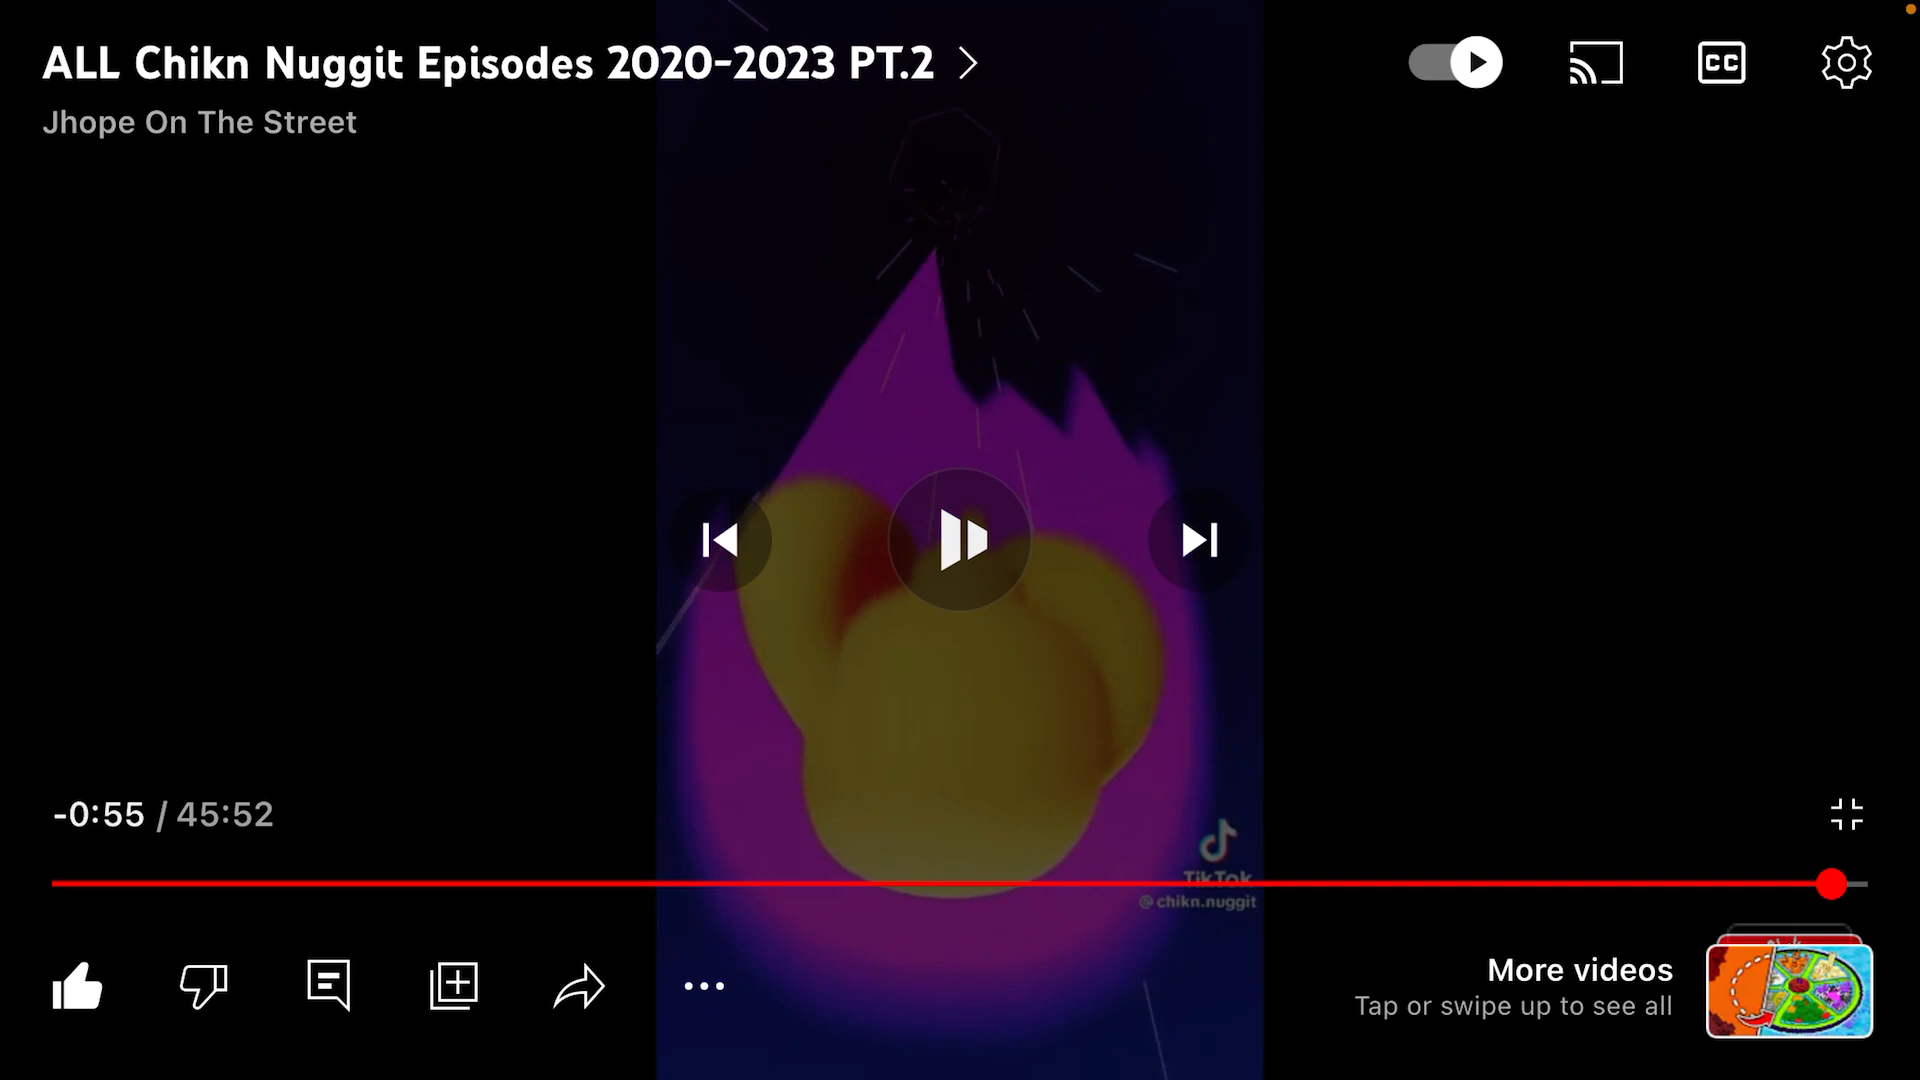 ALL Chikn Nuggit Episodes 2020-2023 PT.2
Jhope On The Street
CC
-0:55 / 45:52
TikTok
@chikn.nuggit
More videos
Tap or swipe up to see all